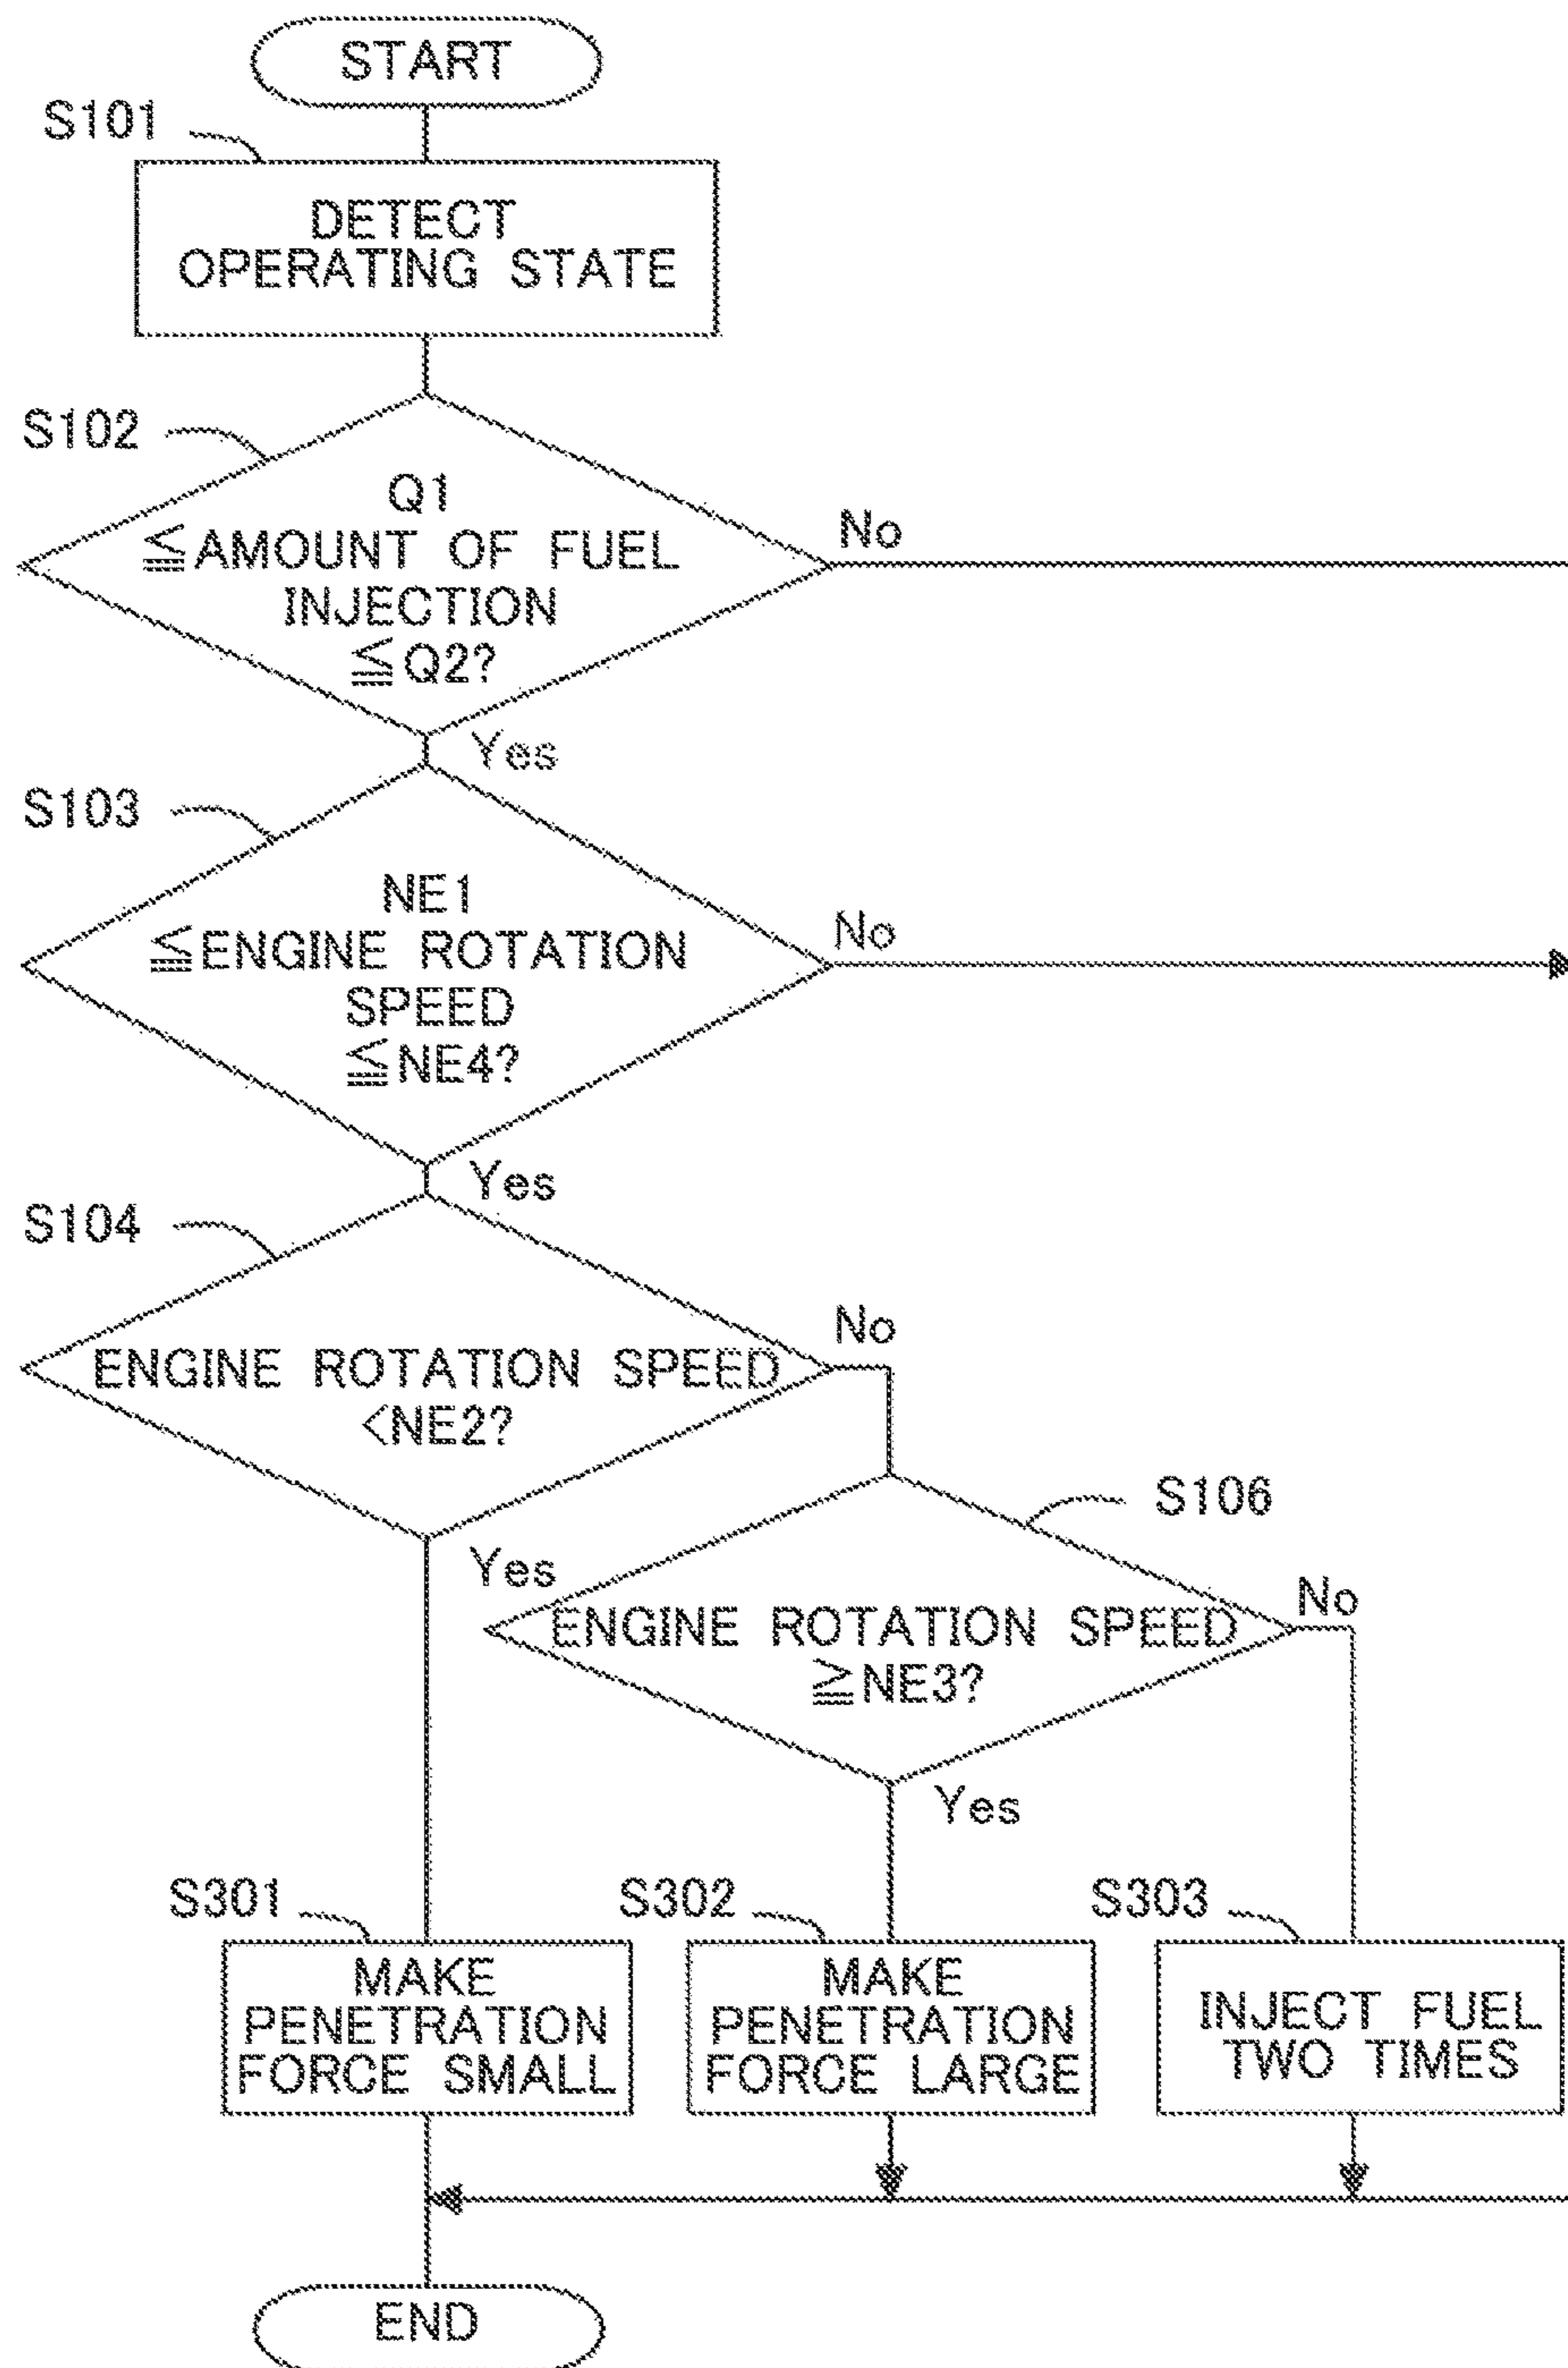 START
S101
DETECT
OPERATING STATE
S102
Q1
≦AMOUNT OF FUEL
INJECTION
≦Q2?
No
Yes
S103
NE1
≦ENGINE ROTATION
SPEED
≦NE4?
No
Yes
S104
ENGINE ROTATION SPEED
<NE2?
No
Yes
S106
ENGINE ROTATION SPEED
≧NE3?
No
Yes
S301
MAKE
PENETRATION
FORCE SMALL
S302
MAKE
PENETRATION
FORCE LARGE
S303
INJECT FUEL
TWO TIMES
END